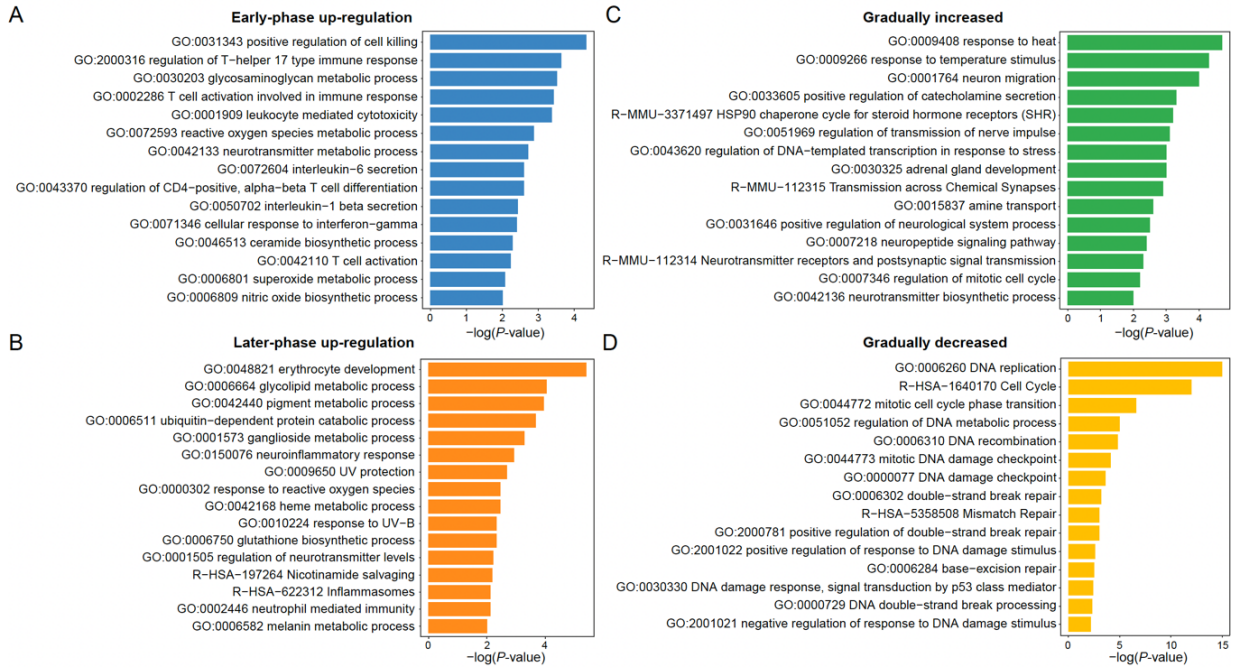 A
Early-phase up-regulation
GO:0031343 positive regulation of cell killing
GO:2000316 regulation of T-helper 17 type immune response
GO:0030203 glycosaminoglycan metabolic process
GO:0002286 T cell activation involved in immune response
GO:0001909 leukocyte mediated cytotoxicity
GO:0072593 reactive oxygen species metabolic process
GO:0042133 neurotransmitter metabolic process
GO:0072604 interleukin-6 secretion
GO:0043370 regulation of CD4-positive, alpha-beta T cell differentiation
GO:0050702 interleukin-1 beta secretion
GO:0071346 cellular response to interferon-gamma
GO:0046513 ceramide biosynthetic process
GO:0042110 T cell activation
GO:0006801 superoxide metabolic process
GO:0006809 nitric oxide biosynthetic process
0 1 2 3 4
−log(P-value)
C
Gradually increased
GO:0009408 response to heat
GO:0009266 response to temperature stimulus
GO:0001764 neuron migration
GO:0033605 positive regulation of catecholamine secretion
R−MMU−3371497 HSP90 chaperone cycle for steroid hormone receptors (SHR)
GO:0051969 regulation of transmission of nerve impulse
GO:0043620 regulation of DNA-templated transcription in response to stress
GO:0030325 adrenal gland development
R−MMU−112315 Transmission across Chemical Synapses
GO:0015837 amine transport
GO:0031646 positive regulation of neurological system process
GO:0007218 neuropeptide signaling pathway
R−MMU−112314 Neurotransmitter receptors and postsynaptic signal transmission
GO:0007346 regulation of mitotic cell cycle
GO:0042136 neurotransmitter biosynthetic process
0 1 2 3 4
−log(P-value)
B
Later-phase up-regulation
GO:0048821 erythrocyte development
GO:0006664 glycolipid metabolic process
GO:0042440 pigment metabolic process
GO:0006511 ubiquitin−dependent protein catabolic process
GO:0001573 ganglioside metabolic process
GO:0150076 neuroinflammatory response
GO:0009650 UV protection
GO:0000302 response to reactive oxygen species
GO:0042168 heme metabolic process
GO:0010224 response to UV−B
GO:0006750 glutathione biosynthetic process
GO:0001505 regulation of neurotransmitter levels
R−HSA−197264 Nicotinamide salvaging
R−HSA−622312 Inflammasomes
GO:0002446 neutrophil mediated immunity
GO:0006582 melanin metabolic process
0 2 4
−log(P-value)
D
Gradually decreased
GO:0006260 DNA replication
R−HSA−1640170 Cell Cycle
GO:0044772 mitotic cell cycle phase transition
GO:0051052 regulation of DNA metabolic process
GO:0006310 DNA recombination
GO:0044773 mitotic DNA damage checkpoint
GO:0000077 DNA damage checkpoint
GO:0006302 double−strand break repair
R−HSA−5358508 Mismatch Repair
GO:2000781 positive regulation of double−strand break repair
GO:2001022 positive regulation of response to DNA damage stimulus
GO:0006284 base−excision repair
GO:0030330 DNA damage response, signal transduction by p53 class mediator
GO:0000729 DNA double−strand break processing
GO:2001021 negative regulation of response to DNA damage stimulus
0 5 10 15
−log(P-value)